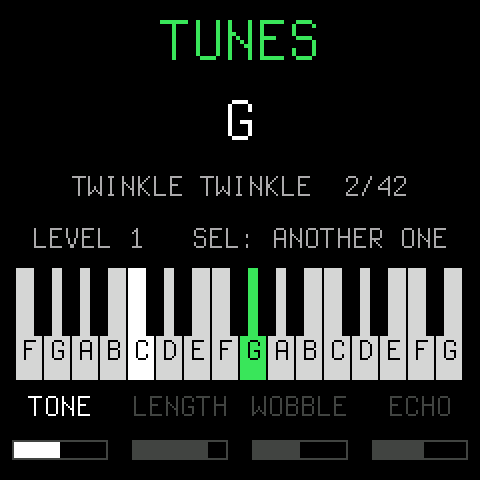 TUNES
G
TWINKLE TWINKLE 2/42
LEVEL 1 SEL: ANOTHER ONE
F G A B C D E F G A B C D E F G
TONE LENGTH WOBBLE ECHO